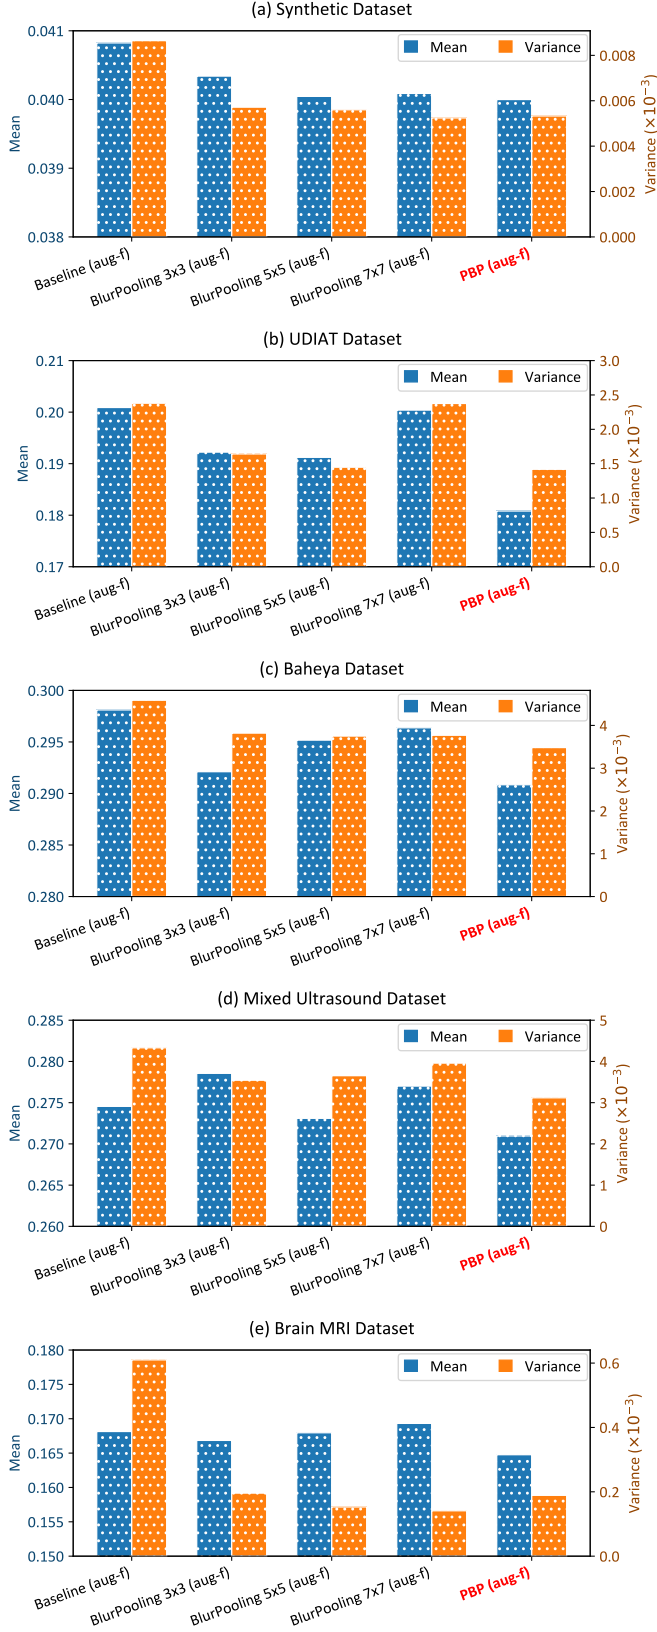 (a) Synthetic Dataset
0.041
0.040
0.039
0.038
Mean
Mean Variance
0.008
0.006
0.004
0.002
0.000
Variance (×10⁻³)
Baseline (aug-f)
BlurPooling 3x3 (aug-f)
BlurPooling 5x5 (aug-f)
BlurPooling 7x7 (aug-f)
PBP (aug-f)
(b) UDIAT Dataset
0.21
0.20
0.19
0.18
0.17
Mean
Mean Variance
3.0
2.5
2.0
1.5
1.0
0.5
0.0
Variance (×10⁻³)
Baseline (aug-f)
BlurPooling 3x3 (aug-f)
BlurPooling 5x5 (aug-f)
BlurPooling 7x7 (aug-f)
PBP (aug-f)
(c) Baheya Dataset
0.300
0.295
0.290
0.285
0.280
Mean
Mean Variance
4
3
2
1
0
Variance (×10⁻³)
Baseline (aug-f)
BlurPooling 3x3 (aug-f)
BlurPooling 5x5 (aug-f)
BlurPooling 7x7 (aug-f)
PBP (aug-f)
(d) Mixed Ultrasound Dataset
0.285
0.280
0.275
0.270
0.265
0.260
Mean
Mean Variance
5
4
3
2
1
0
Variance (×10⁻³)
Baseline (aug-f)
BlurPooling 3x3 (aug-f)
BlurPooling 5x5 (aug-f)
BlurPooling 7x7 (aug-f)
PBP (aug-f)
(e) Brain MRI Dataset
0.180
0.175
0.170
0.165
0.160
0.155
0.150
Mean
Mean Variance
0.6
0.4
0.2
0.0
Variance (×10⁻³)
Baseline (aug-f)
BlurPooling 3x3 (aug-f)
BlurPooling 5x5 (aug-f)
BlurPooling 7x7 (aug-f)
PBP (aug-f)